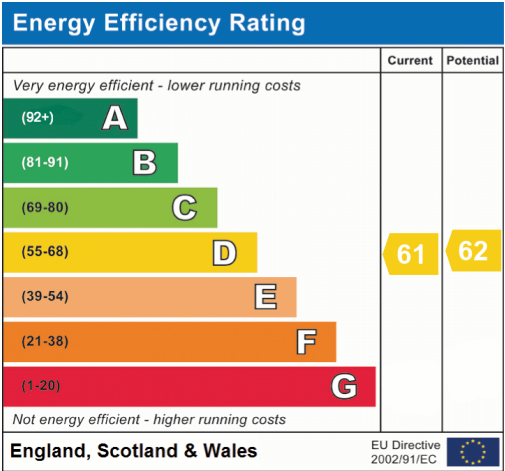 Energy Efficiency Rating
Current Potential
Very energy efficient - lower running costs
(92+) A
(81-91) B
(69-80) C
(55-68) D 61 62
(39-54) E
(21-38) F
(1-20) G
Not energy efficient - higher running costs
England, Scotland & Wales
EU Directive
2002/91/EC